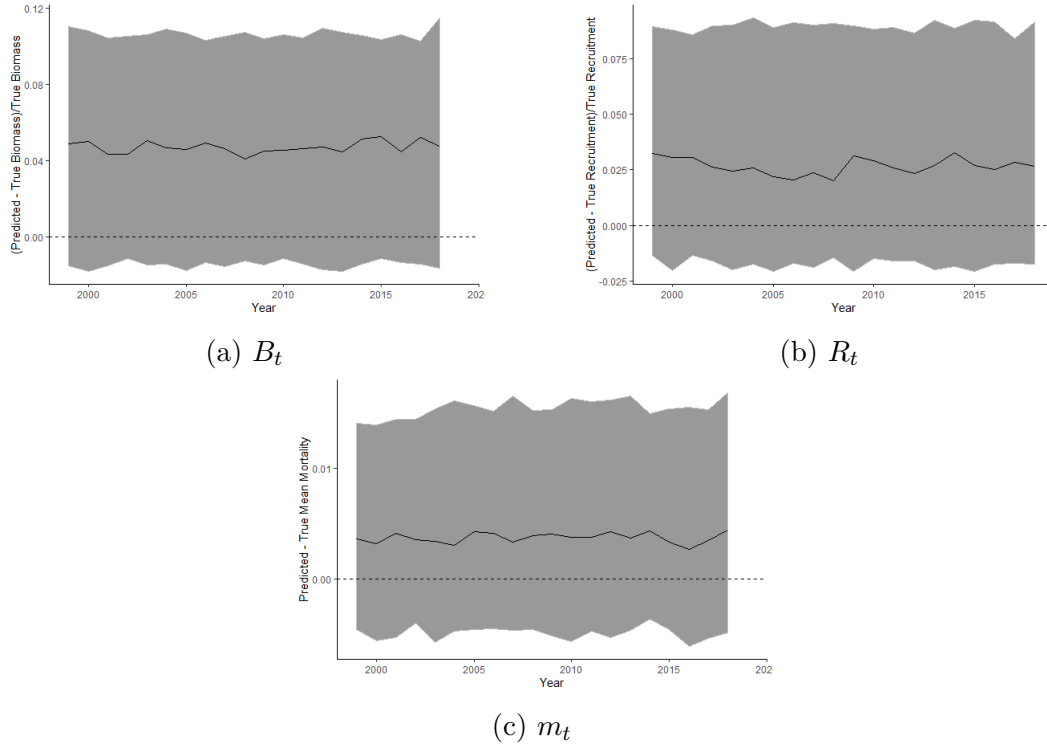 0.12
0.08
0.04
0.00
(Predicted - True Biomass)/True Biomass
2000 2005 2010 2015 202
Year
(a) B_t
0.075
0.050
0.025
0.000
-0.025
(Predicted - True Recruitment)/True Recruitment
2000 2005 2010 2015
Year
(b) R_t
0.01
0.00
Predicted - True Mean Mortality
2000 2005 2010 2015 202
Year
(c) m_t